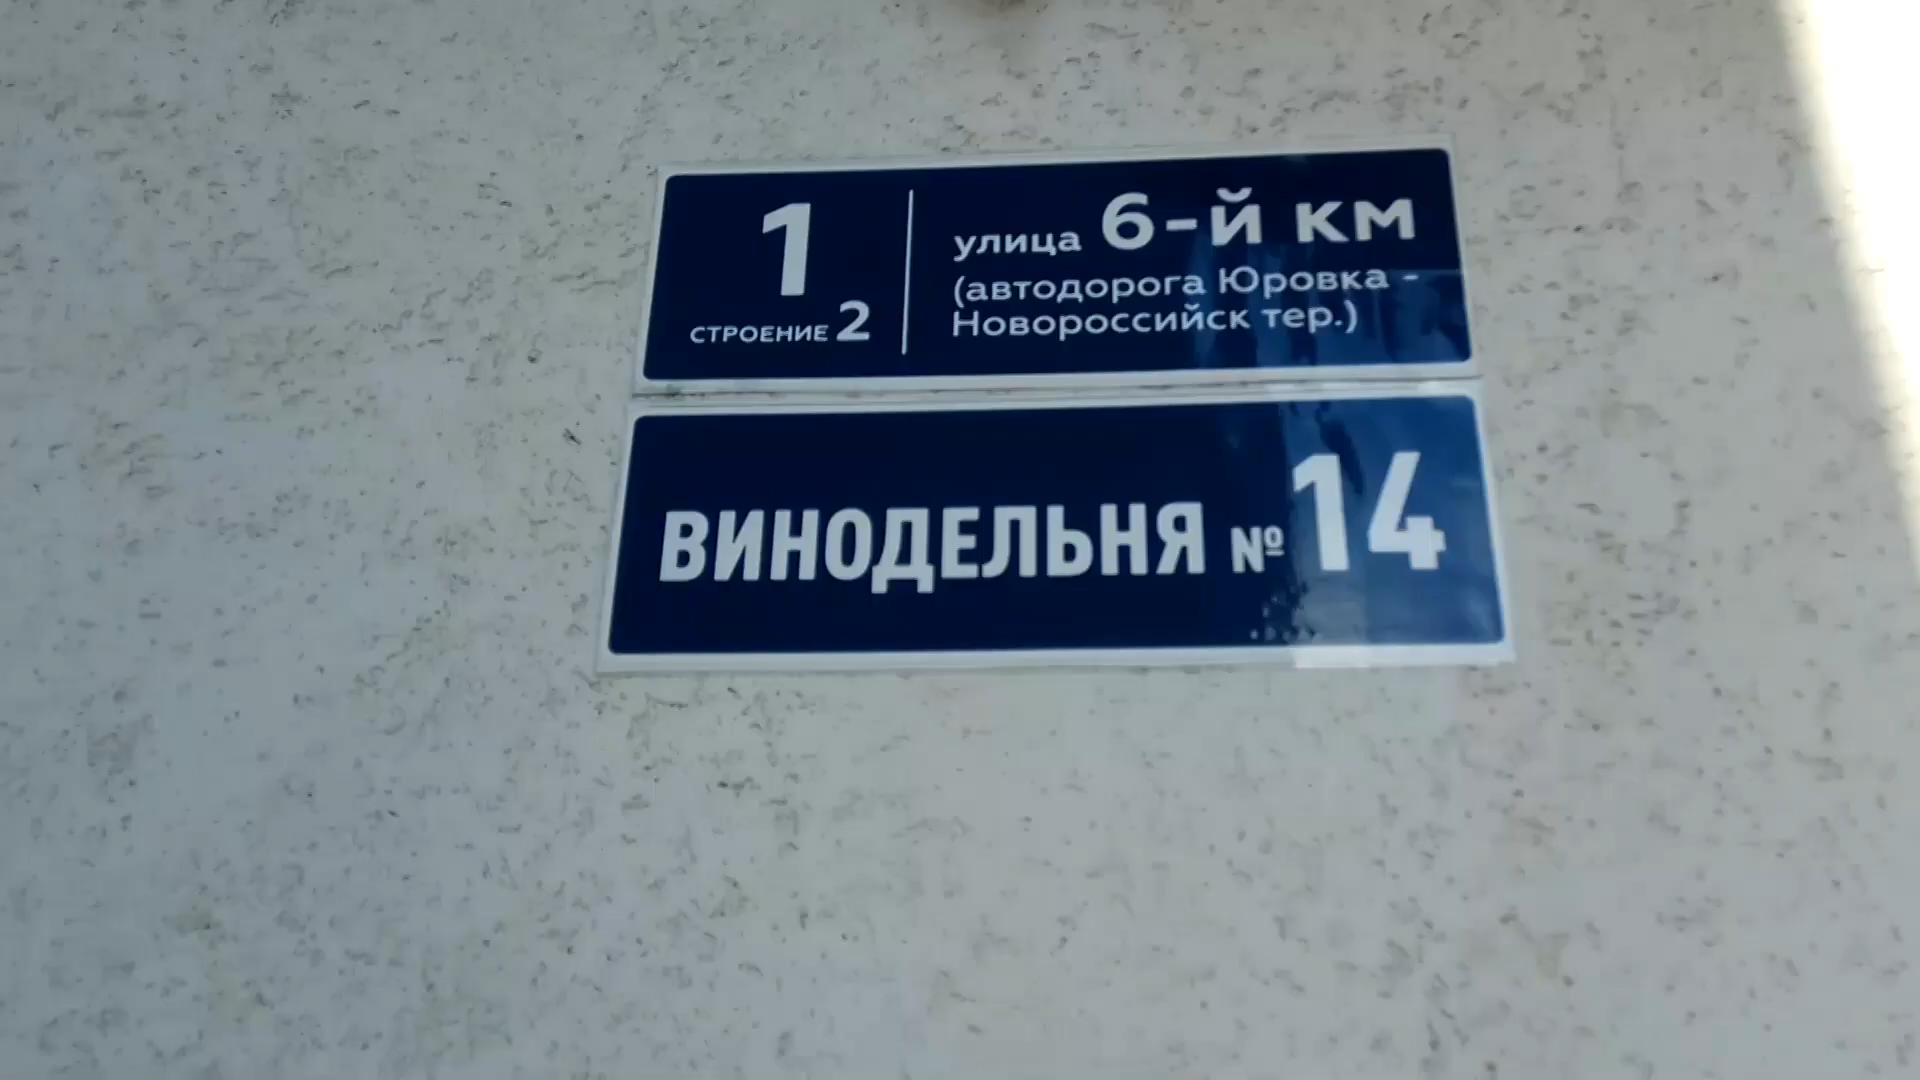 1
строение 2
улица 6-й км
(автодорога Юровка -
Новороссийск тер.)
ВИНОДЕЛЬНЯ № 14